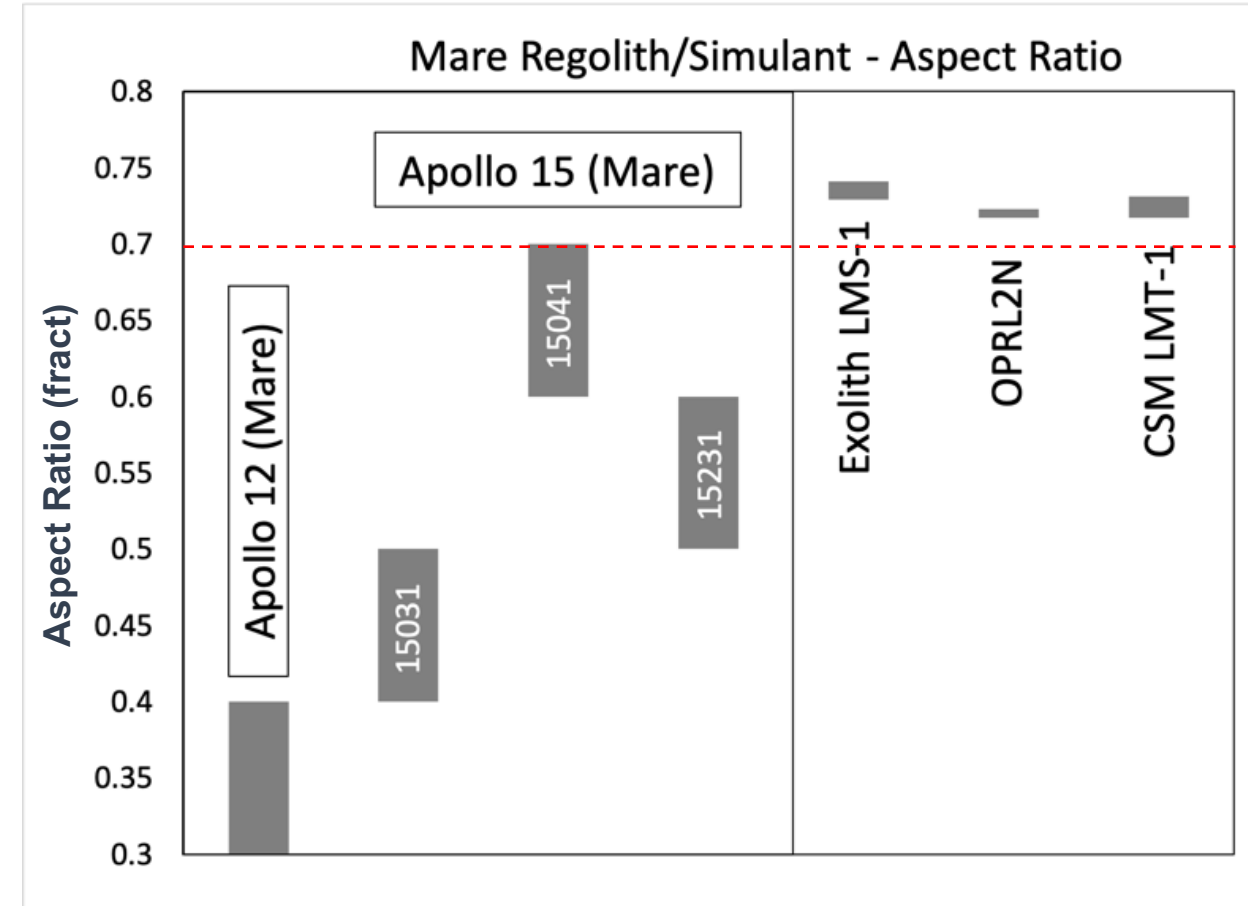 Mare Regolith/Simulant - Aspect Ratio
Aspect Ratio (fract)
0.8
0.75
0.7
0.65
0.6
0.55
0.5
0.45
0.4
0.35
0.3
Apollo 12 (Mare)
Apollo 15 (Mare)
15031
15041
15231
Exolith LMS-1
OPRL2N
CSM LMT-1